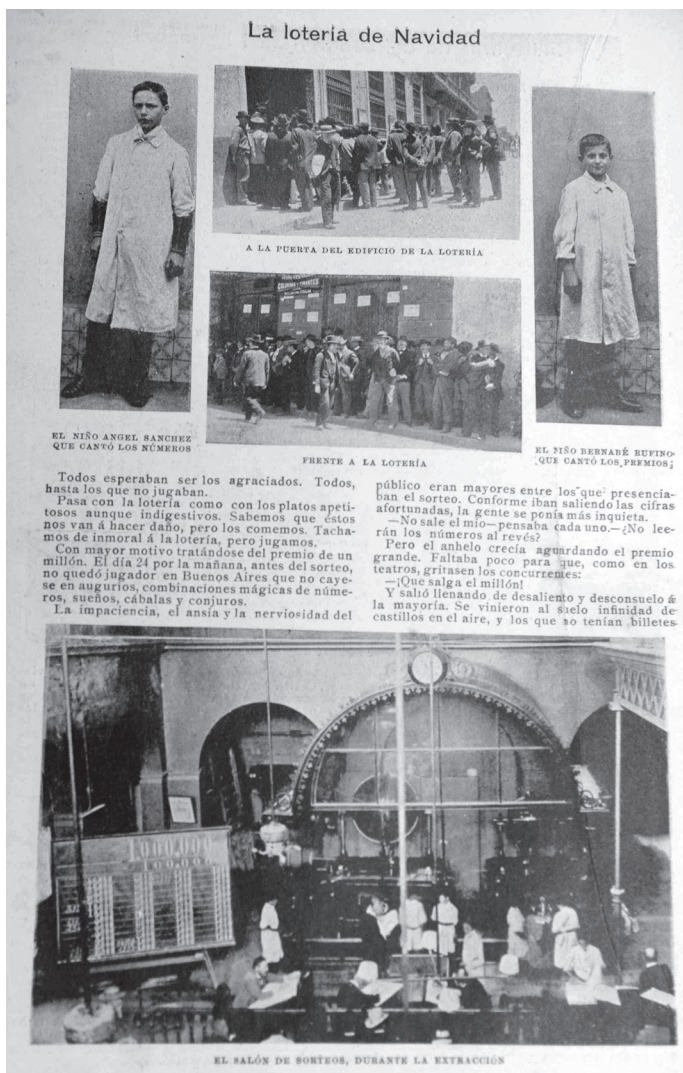 La lotería de Navidad
A LA PUERTA DEL EDIFICIO DE LA LOTERÍA
EL NIÑO ANGEL SANCHEZ
QUE CANTÓ LOS NÚMEROS
FRENTE A LA LOTERÍA
EL NIÑO BERNABÉ RUFINO
QUE CANTÓ LOS PREMIOS;
Todos esperaban ser los agraciados. Todos,
hasta los que no jugaban.
Pasa con la lotería como con los platos apeti-
tosos aunque indigestivos. Sabemos que éstos
nos van á hacer daño, pero los comemos. Tacha-
mos de inmoral á la lotería, pero jugamos.
Con mayor motivo tratándose del premio de un
millón. El día 24 por la mañana, antes del sorteo,
no quedó jugador en Buenos Aires que no caye-
se en augurios, combinaciones mágicas de núme-
ros, sueños, cábalas y conjuros.
La impaciencia, el ansia y la nerviosidad del
público eran mayores entre los que presencia-
ban el sorteo. Conforme iban saliendo las cifras
afortunadas, la gente se ponía más inquieta.
—No sale el mío—pensaba cada uno.—¿No lee-
rán los números al revés?
Pero el anhelo crecía aguardando el premio
grande. Faltaba poco para que, como en los
teatros, gritasen los concurrentes:
—¡Que salga el millón!
Y salió llenando de desaliento y desconsuelo á
la mayoría. Se vinieron al suelo infinidad de
castillos en el aire, y los que no tenían billetes
1000.000
100.000
EL SALÓN DE SORTEOS, DURANTE LA EXTRACCIÓN